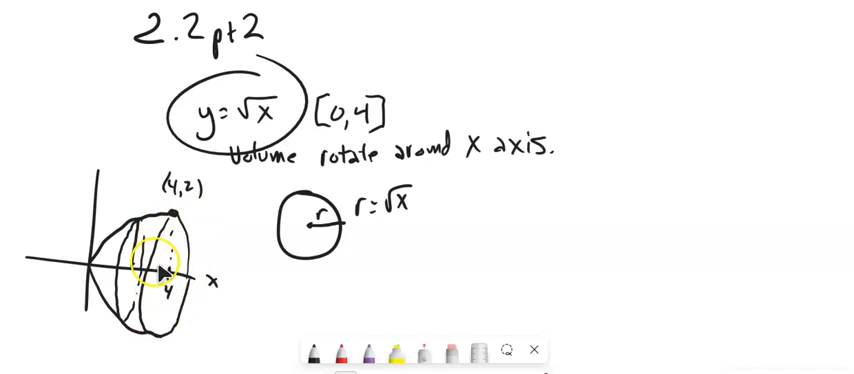 2.2 pt 2
y=√x [0,4]
Volume rotate around x axis.
(4,2)
r
r=√x
4
x